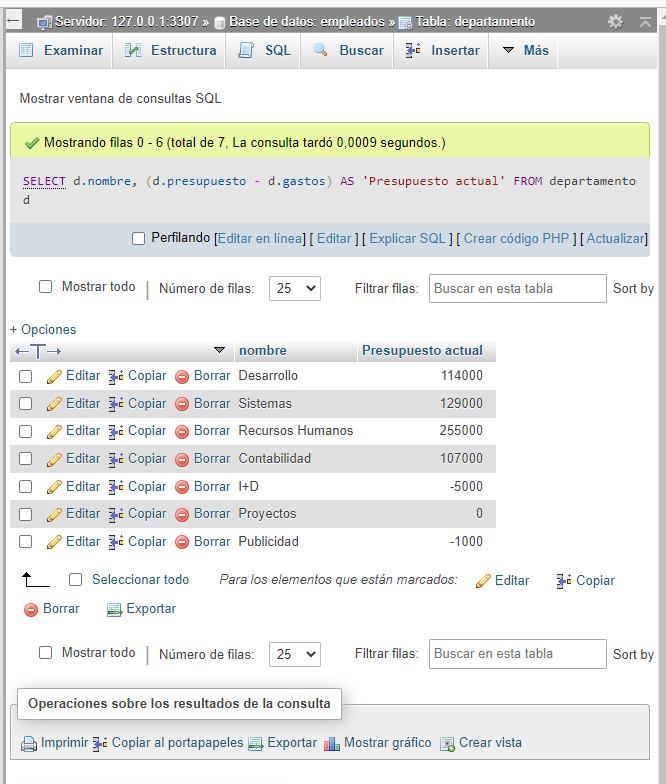 Servidor: 127.0.0.1:3307 » Base de datos: empleados » Tabla: departamento
Examinar Estructura SQL Buscar Insertar Más
Mostrar ventana de consultas SQL
Mostrando filas 0 - 6 (total de 7, La consulta tardó 0,0009 segundos.)
SELECT d.nombre, (d.presupuesto - d.gastos) AS 'Presupuesto actual' FROM departamento
d
Perfilando [Editar en línea] [ Editar ] [ Explicar SQL ] [ Crear código PHP ] [ Actualizar]
Mostrar todo | Número de filas: 25 Filtrar filas: Buscar en esta tabla Sort by
+ Opciones
←T→ nombre Presupuesto actual
Editar Copiar Borrar Desarrollo 114000
Editar Copiar Borrar Sistemas 129000
Editar Copiar Borrar Recursos Humanos 255000
Editar Copiar Borrar Contabilidad 107000
Editar Copiar Borrar I+D -5000
Editar Copiar Borrar Proyectos 0
Editar Copiar Borrar Publicidad -1000
Seleccionar todo Para los elementos que están marcados: Editar Copiar
Borrar Exportar
Mostrar todo | Número de filas: 25 Filtrar filas: Buscar en esta tabla Sort by
Operaciones sobre los resultados de la consulta
Imprimir Copiar al portapapeles Exportar Mostrar gráfico Crear vista